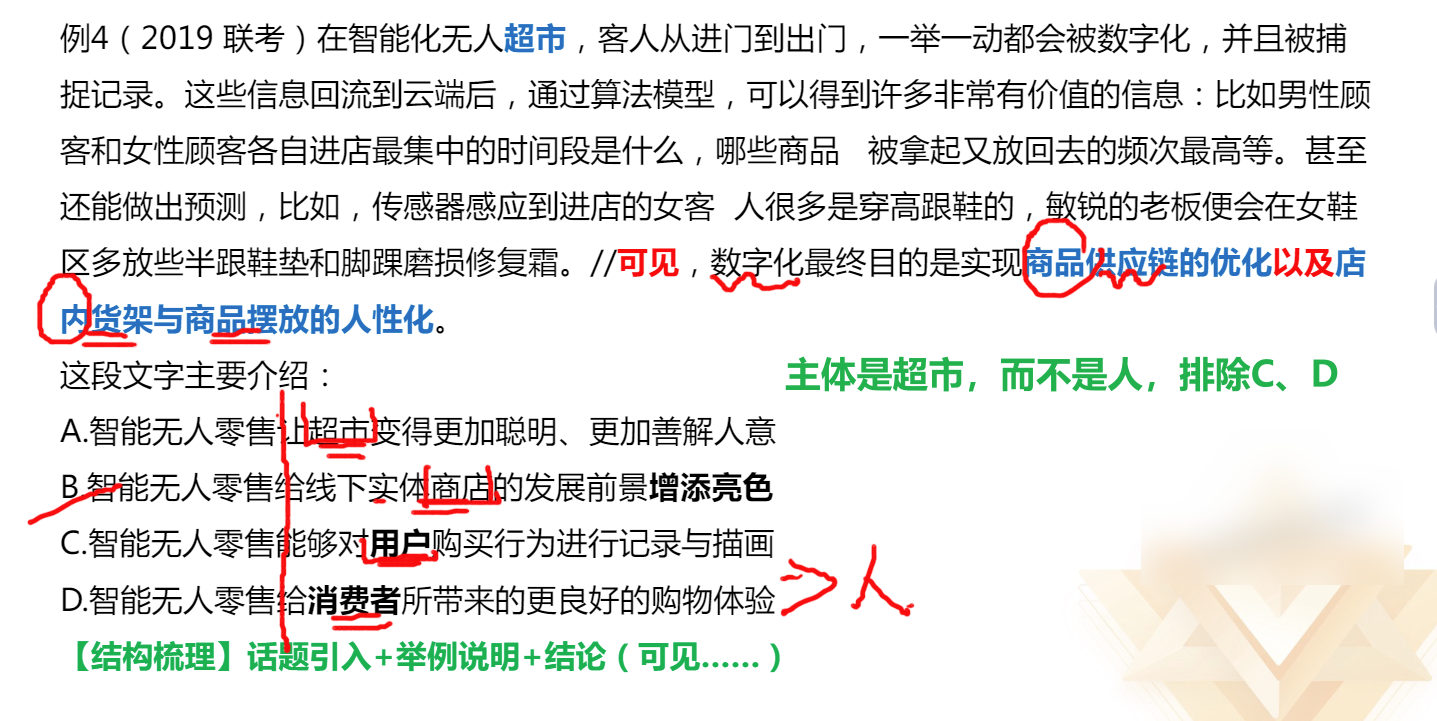 例4（2019 联考）在智能化无人超市，客人从进门到出门，一举一动都会被数字化，并且被捕
捉记录。这些信息回流到云端后，通过算法模型，可以得到许多非常有价值的信息：比如男性顾
客和女性顾客各自进店最集中的时间段是什么，哪些商品 被拿起又放回去的频次最高等。甚至
还能做出预测，比如，传感器感应到进店的女客 人很多是穿高跟鞋的，敏锐的老板便会在女鞋
区多放些半跟鞋垫和脚踝磨损修复霜。//可见，数字化最终目的是实现商品供应链的优化以及店
内货架与商品摆放的人性化。
这段文字主要介绍：
主体是超市，而不是人，排除C、D
A.智能无人零售让超市变得更加聪明、更加善解人意
B.智能无人零售给线下实体商店的发展前景增添亮色
C.智能无人零售能够对用户购买行为进行记录与描画
D.智能无人零售给消费者所带来的更良好的购物体验
人
【结构梳理】话题引入+举例说明+结论（可见……）